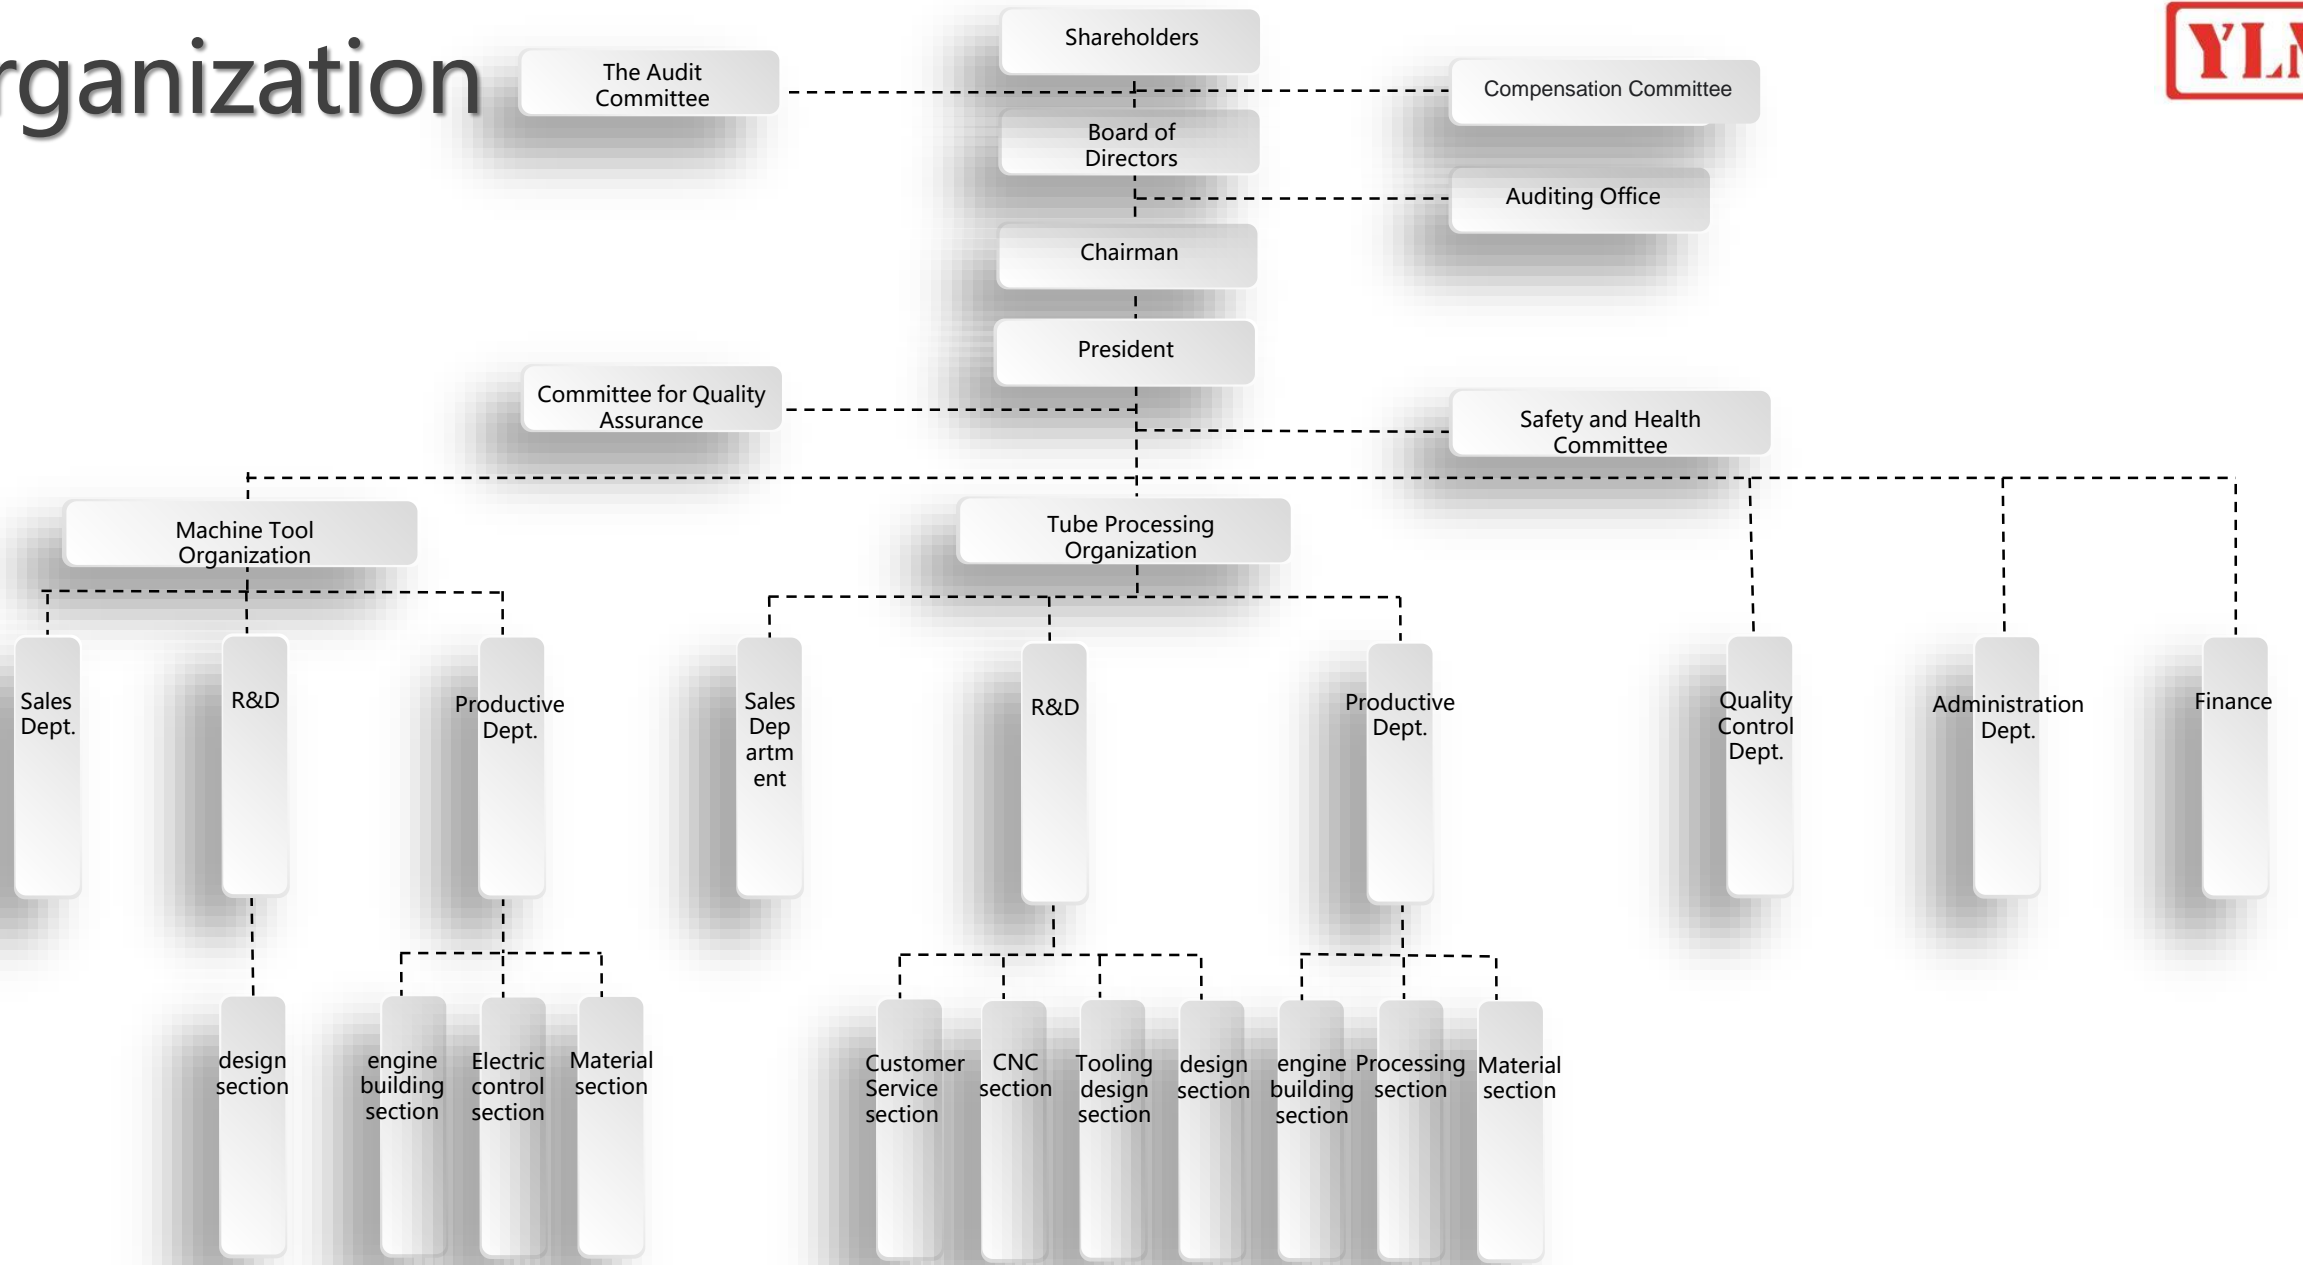 rganization
YLM
Shareholders
The Audit
Committee
Compensation Committee
Board of
Directors
Auditing Office
Chairman
President
Committee for Quality
Assurance
Safety and Health
Committee
Machine Tool
Organization
Tube Processing
Organization
Sales
Dept.
R&D
Productive
Dept.
Sales
Dep
artm
ent
R&D
Productive
Dept.
Quality
Control
Dept.
Administration
Dept.
Finance
design
section
engine
building
section
Electric
control
section
Material
section
Customer
Service
section
CNC
section
Tooling
design
section
design
section
engine
building
section
Processing
section
Material
section